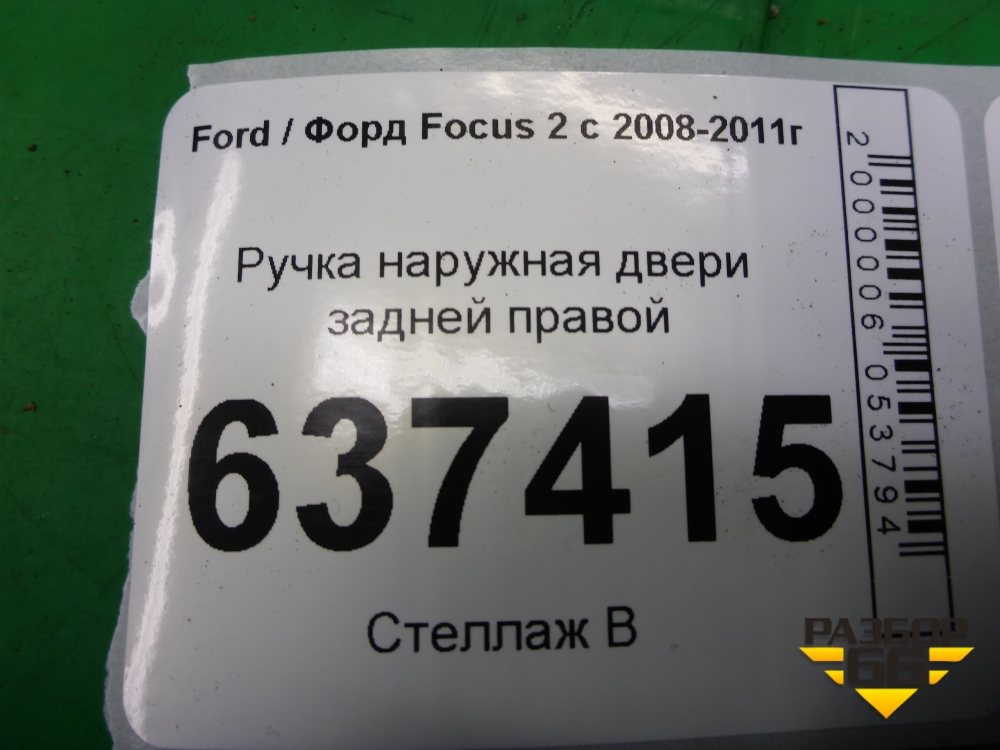 Ford / Форд Focus 2 с 2008-2011г
Ручка наружная двери
задней правой
637415
Стеллаж В
2000006053794
РАЗБОР
66